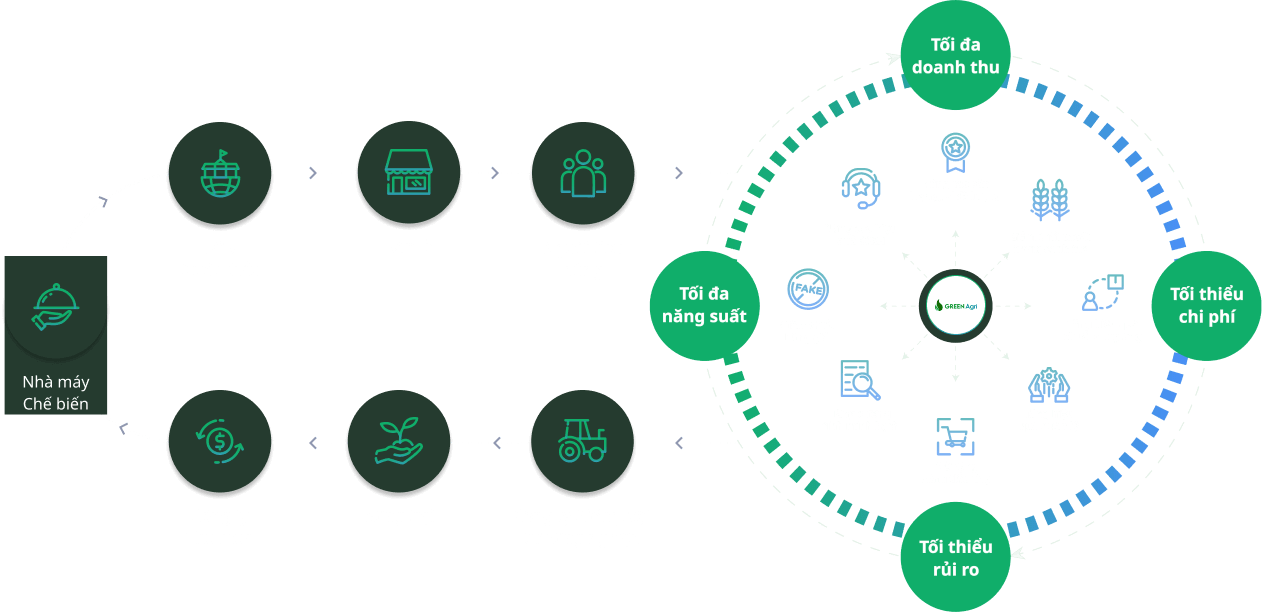 Tối đa
doanh thu
FAKE
Tối đa
năng suất
GREEN Agri
Tối thiểu
chi phí
Nhà máy
Chế biến
Tối thiểu
rủi ro